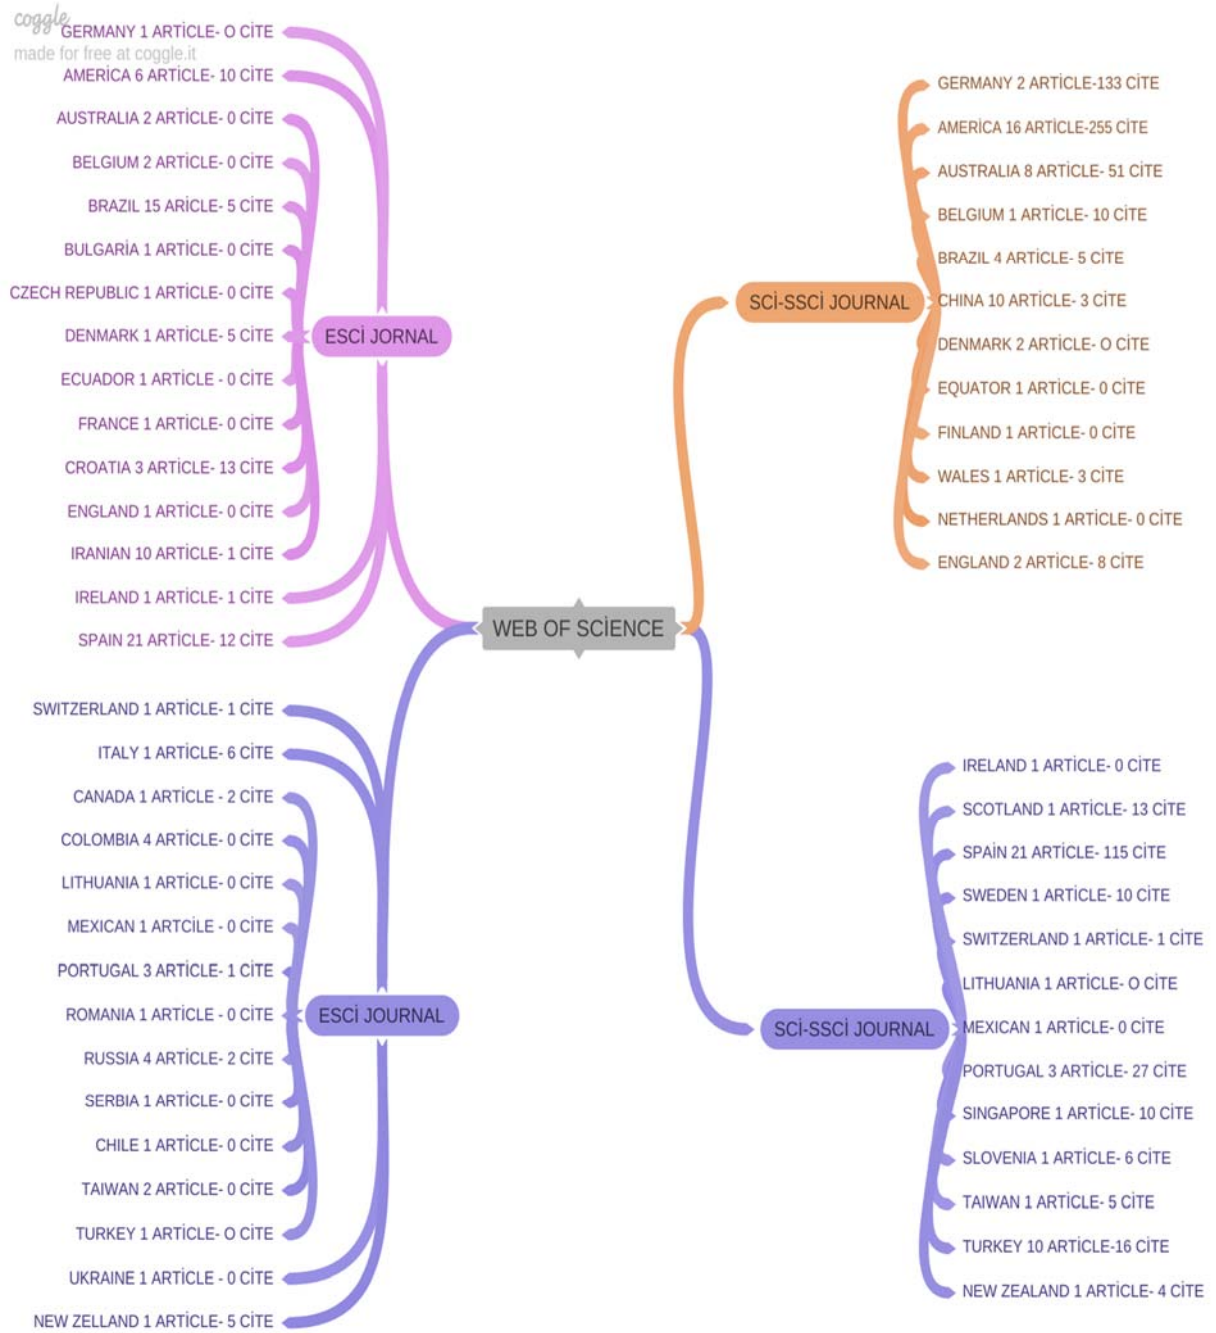 coggle
made for free at coggle.it
GERMANY 1 ARTİCLE- O CİTE
AMERİCA 6 ARTİCLE- 10 CİTE
AUSTRALIA 2 ARTİCLE- 0 CİTE
BELGIUM 2 ARTİCLE- 0 CİTE
BRAZIL 15 ARİCLE- 5 CİTE
BULGARİA 1 ARTİCLE- 0 CİTE
CZECH REPUBLIC 1 ARTİCLE- 0 CİTE
DENMARK 1 ARTİCLE- 5 CİTE
ECUADOR 1 ARTİCLE - 0 CİTE
FRANCE 1 ARTİCLE- 0 CİTE
CROATIA 3 ARTİCLE- 13 CİTE
ENGLAND 1 ARTİCLE- 0 CİTE
IRANIAN 10 ARTİCLE- 1 CİTE
IRELAND 1 ARTİCLE- 1 CİTE
SPAIN 21 ARTİCLE- 12 CİTE
ESCİ JORNAL
SWITZERLAND 1 ARTİCLE- 1 CİTE
ITALY 1 ARTİCLE- 6 CİTE
CANADA 1 ARTİCLE - 2 CİTE
COLOMBIA 4 ARTİCLE- 0 CİTE
LITHUANIA 1 ARTİCLE- 0 CİTE
MEXICAN 1 ARTCİLE - 0 CİTE
PORTUGAL 3 ARTİCLE- 1 CİTE
ROMANIA 1 ARTİCLE - 0 CİTE
RUSSIA 4 ARTİCLE- 2 CİTE
SERBIA 1 ARTİCLE- 0 CİTE
CHILE 1 ARTİCLE- 0 CİTE
TAIWAN 2 ARTİCLE- 0 CİTE
TURKEY 1 ARTİCLE- O CİTE
UKRAINE 1 ARTİCLE - 0 CİTE
NEW ZELLAND 1 ARTİCLE- 5 CİTE
ESCİ JOURNAL
WEB OF SCİENCE
SCİ-SSCİ JOURNAL
GERMANY 2 ARTİCLE-133 CİTE
AMERİCA 16 ARTİCLE-255 CİTE
AUSTRALIA 8 ARTİCLE- 51 CİTE
BELGIUM 1 ARTİCLE- 10 CİTE
BRAZIL 4 ARTİCLE- 5 CİTE
CHINA 10 ARTİCLE- 3 CİTE
DENMARK 2 ARTİCLE- O CİTE
EQUATOR 1 ARTİCLE- 0 CİTE
FINLAND 1 ARTİCLE- 0 CİTE
WALES 1 ARTİCLE- 3 CİTE
NETHERLANDS 1 ARTİCLE- 0 CİTE
ENGLAND 2 ARTİCLE- 8 CİTE
SCİ-SSCİ JOURNAL
IRELAND 1 ARTİCLE- 0 CİTE
SCOTLAND 1 ARTİCLE- 13 CİTE
SPAİN 21 ARTİCLE- 115 CİTE
SWEDEN 1 ARTİCLE- 10 CİTE
SWITZERLAND 1 ARTİCLE- 1 CİTE
LITHUANIA 1 ARTİCLE- O CİTE
MEXICAN 1 ARTİCLE- 0 CİTE
PORTUGAL 3 ARTİCLE- 27 CİTE
SINGAPORE 1 ARTİCLE- 10 CİTE
SLOVENIA 1 ARTİCLE- 6 CİTE
TAIWAN 1 ARTİCLE- 5 CİTE
TURKEY 10 ARTİCLE-16 CİTE
NEW ZEALAND 1 ARTİCLE- 4 CİTE